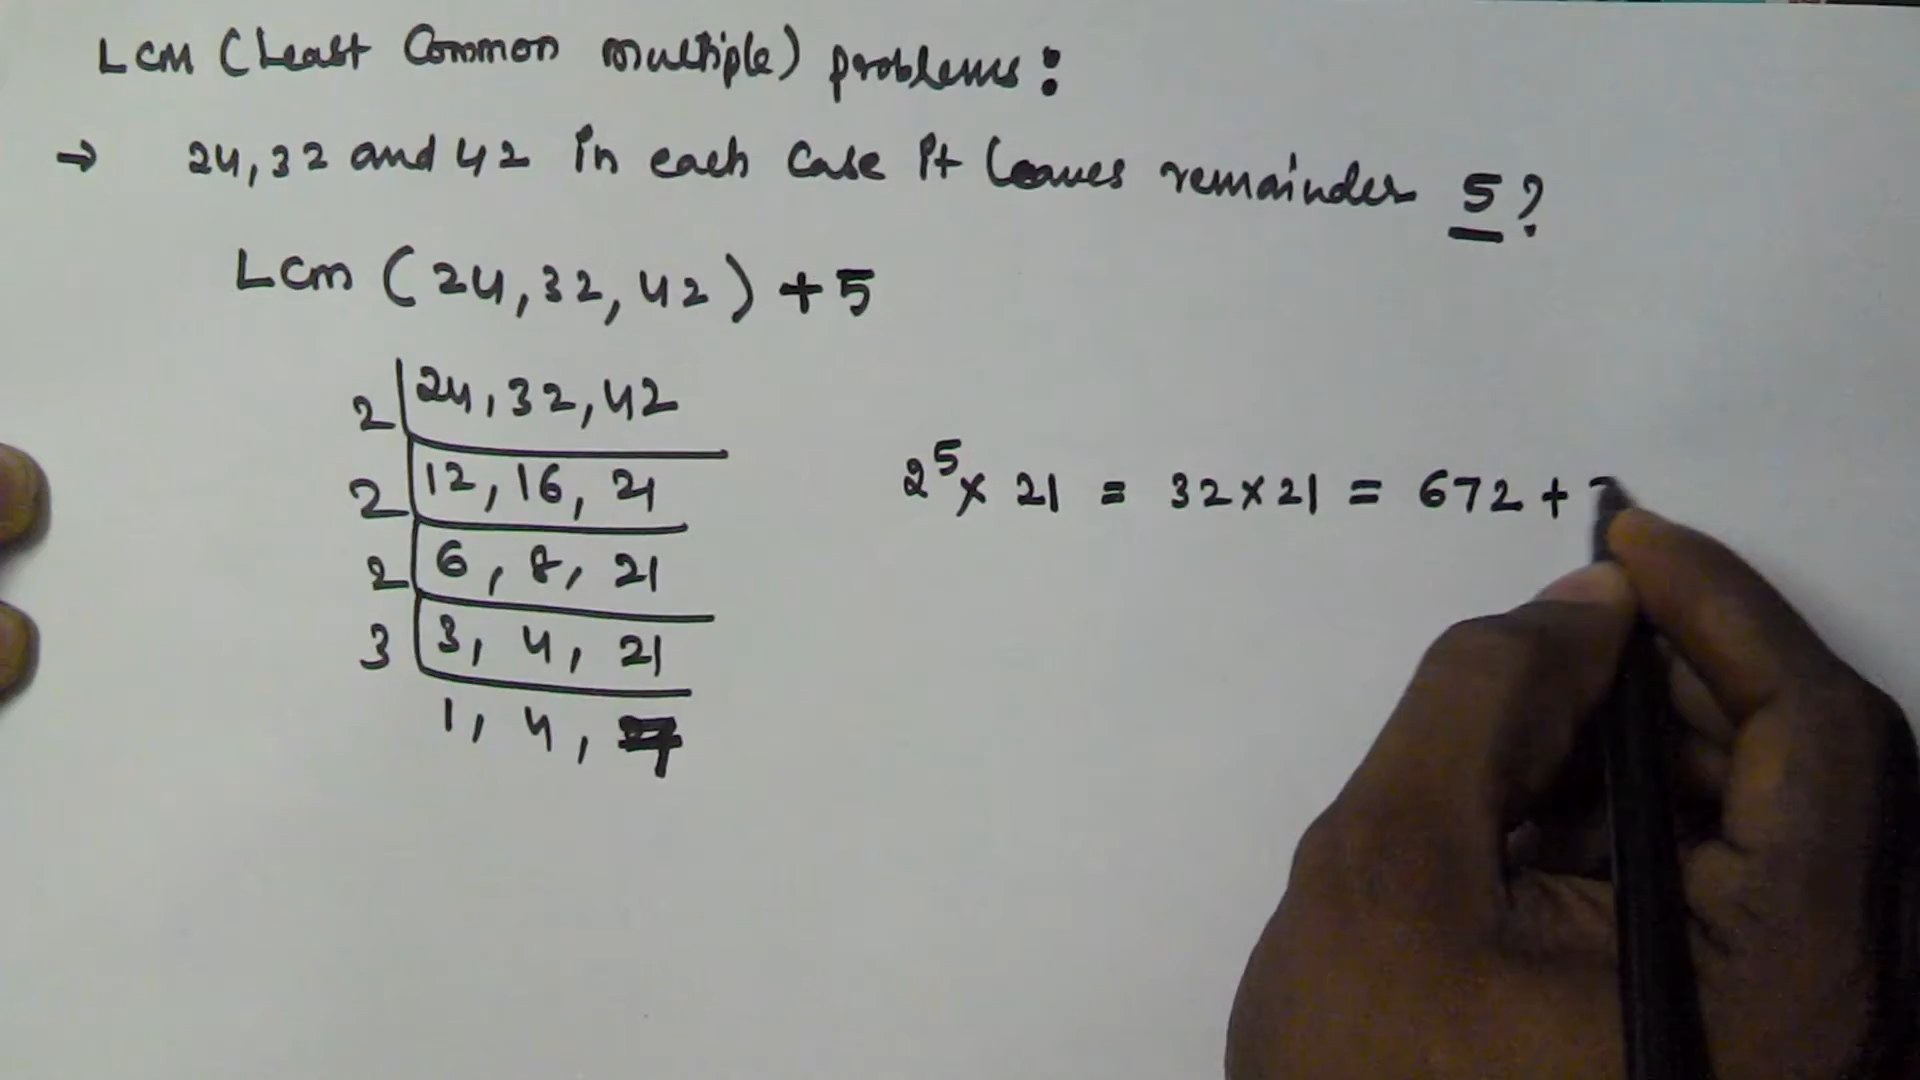 LCM (Least Common multiple) problems:
→ 24, 32 and 42 in each case it leaves remainder 5?
LCM (24, 32, 42) + 5
2 | 24, 32, 42
2 | 12, 16, 21
2 | 6, 8, 21
3 | 3, 4, 21
1, 4, 7
2⁵ × 21 = 32 × 21 = 672 +